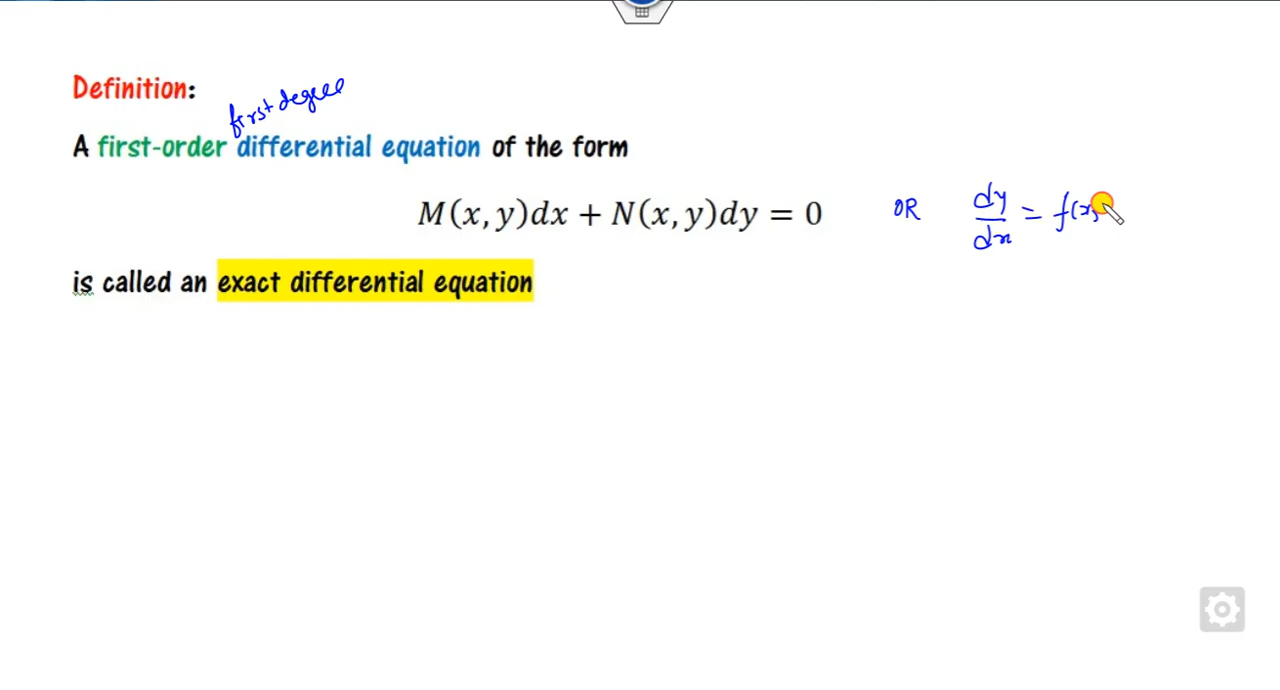 Definition:
first degree
A first-order differential equation of the form
M(x, y)dx + N(x, y)dy = 0 OR dy/dx = f(x,
is called an exact differential equation